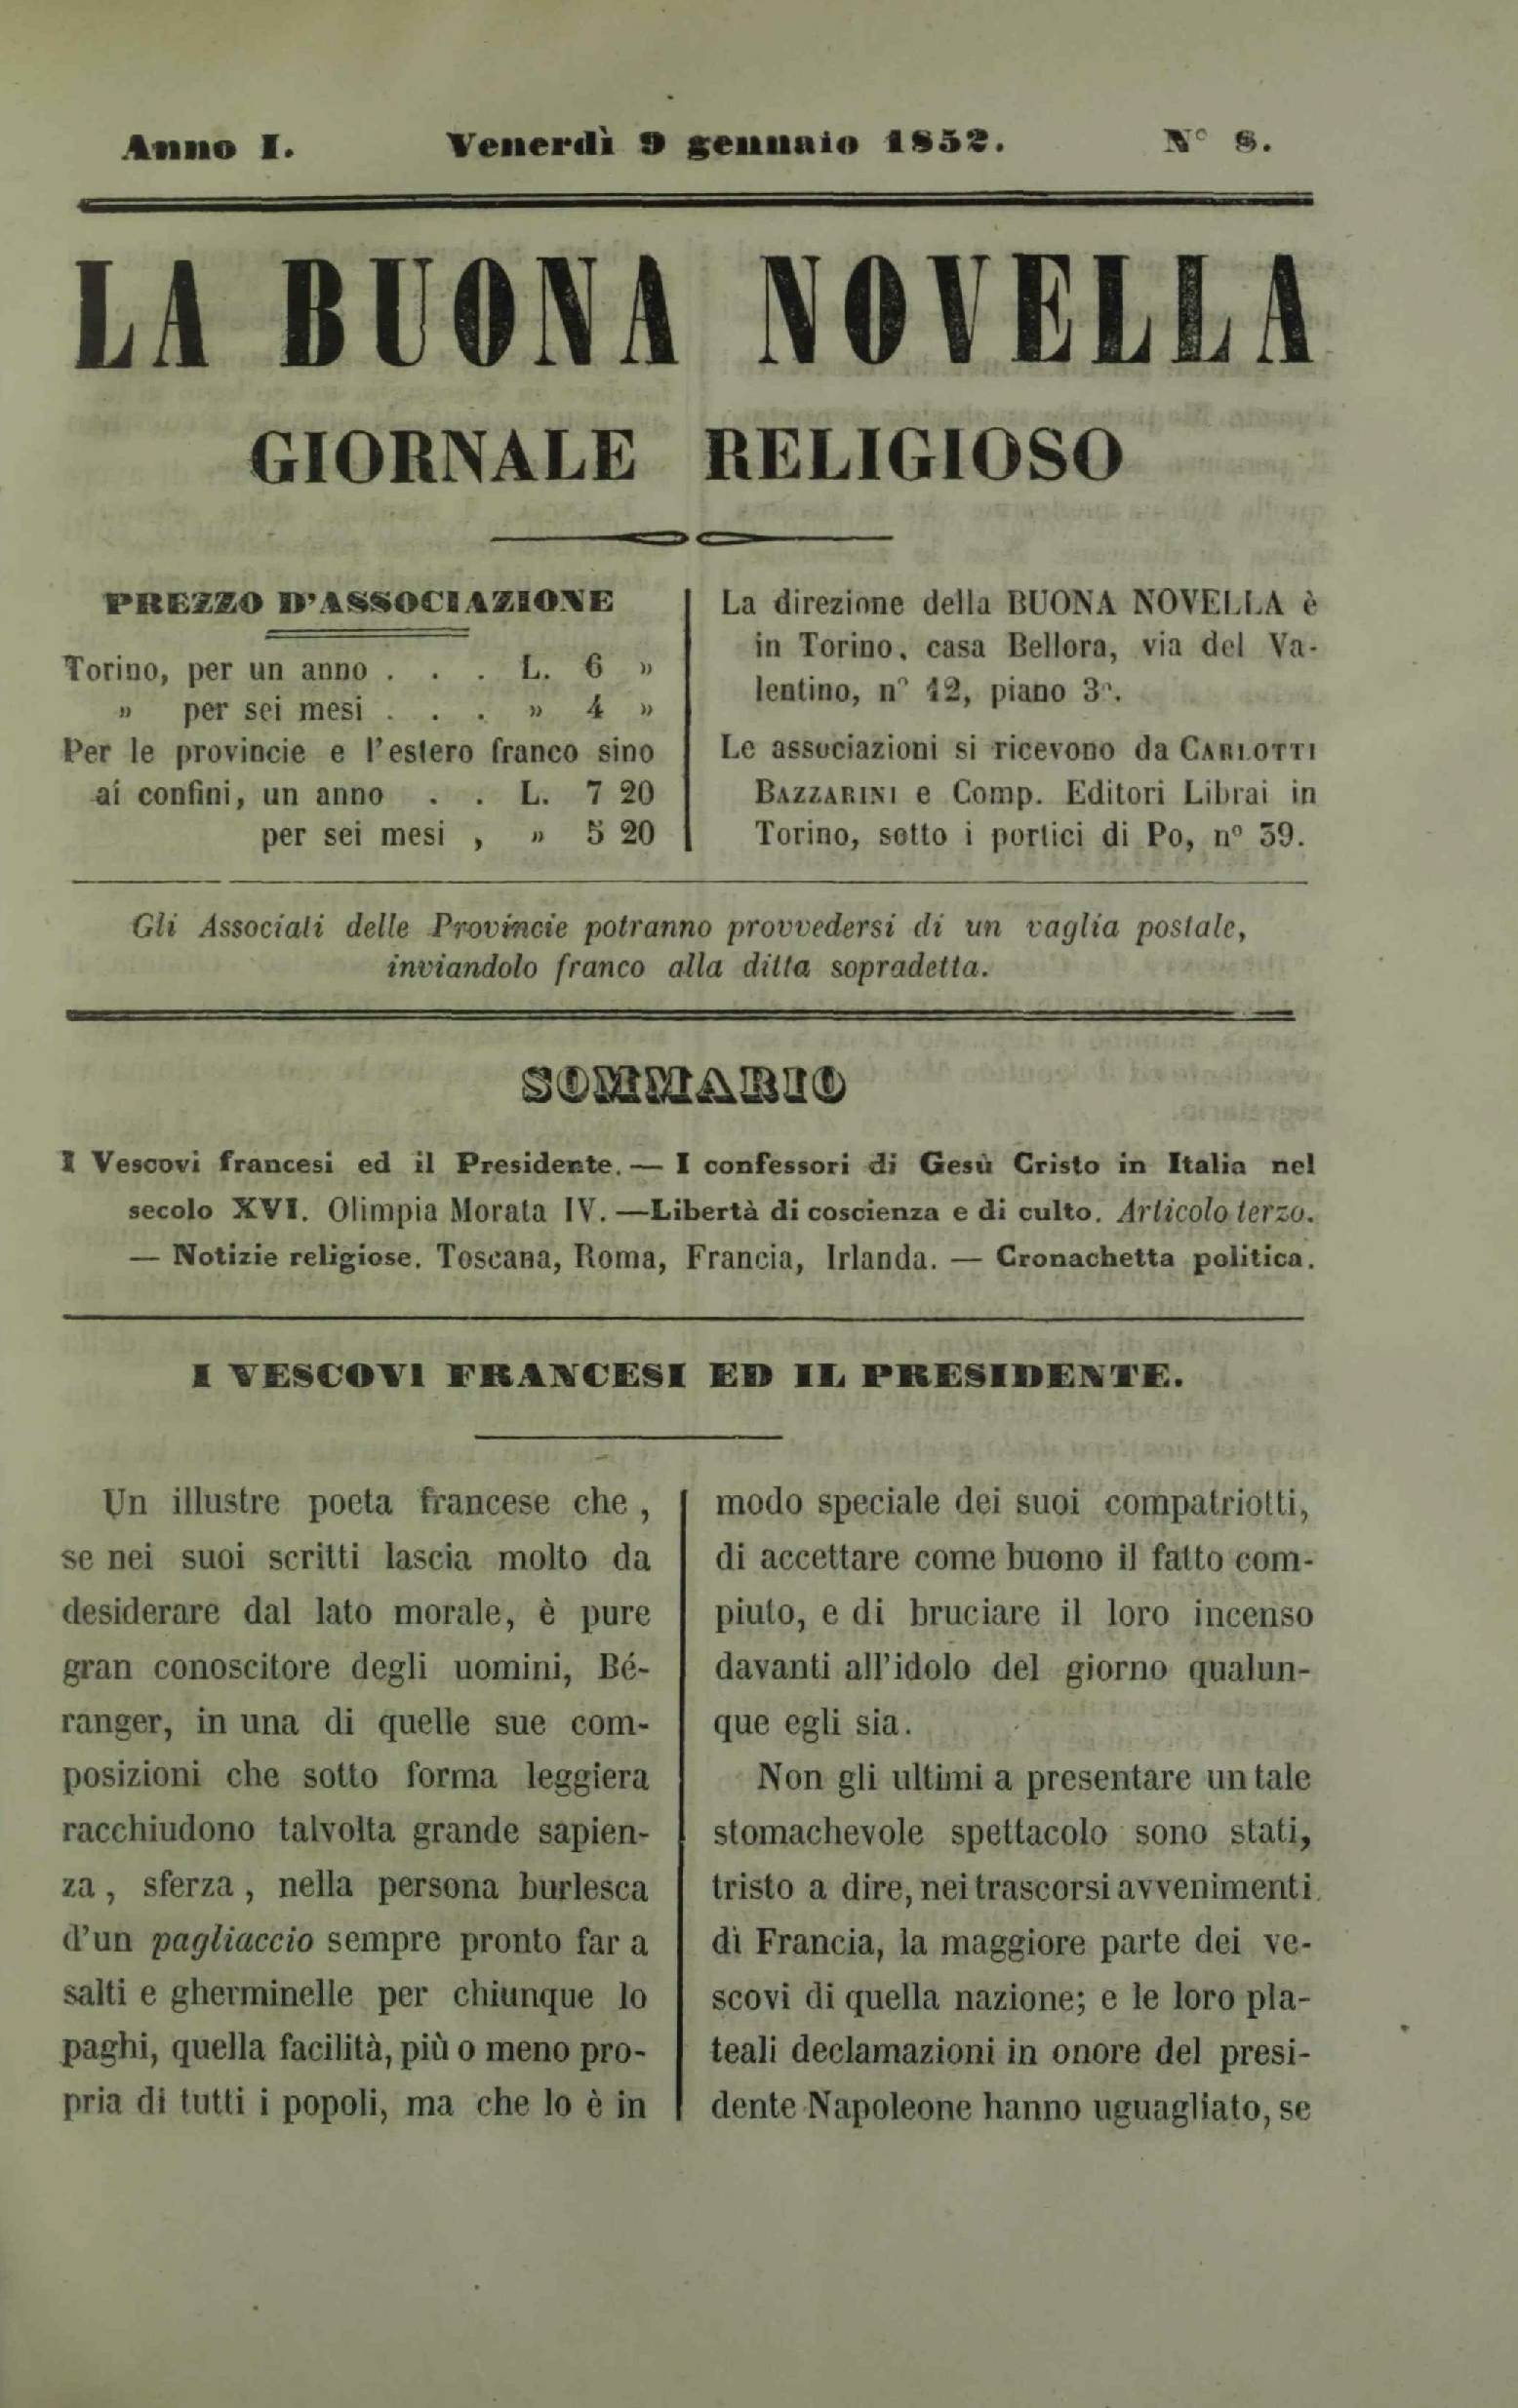 Anno I. Venerdì 9 gennaio 1852. N° 8.
LA BUONA NOVELLA
GIORNALE RELIGIOSO
PREZZO D'ASSOCIAZIONE
Torino, per un anno . . . L. 6 »
» per sei mesi . . . » 4 »
Per le provincie e l'estero franco sino
ai confini, un anno . . L. 7 20
per sei mesi , » 5 20
La direzione della BUONA NOVELLA è
in Torino, casa Bellora, via del Va-
lentino, n° 12, piano 3°.
Le associazioni si ricevono da CARLOTTI
BAZZARINI e Comp. Editori Librai in
Torino, sotto i portici di Po, n° 39.
Gli Associati delle Provincie potranno provvedersi di un vaglia postale,
inviandolo franco alla ditta sopradetta.
SOMMARIO
I Vescovi francesi ed il Presidente. — I confessori di Gesù Cristo in Italia nel
secolo XVI. Olimpia Morata IV. — Libertà di coscienza e di culto. Articolo terzo.
— Notizie religiose. Toscana, Roma, Francia, Irlanda. — Cronachetta politica.
I VESCOVI FRANCESI ED IL PRESIDENTE.
Un illustre poeta francese che ,
se nei suoi scritti lascia molto da
desiderare dal lato morale, è pure
gran conoscitore degli uomini, Bé-
ranger, in una di quelle sue com-
posizioni che sotto forma leggiera
racchiudono talvolta grande sapien-
za , sferza , nella persona burlesca
d'un pagliaccio sempre pronto far a
salti e gherminelle per chiunque lo
paghi, quella facilità, più o meno pro-
pria di tutti i popoli, ma che lo è in
modo speciale dei suoi compatriotti,
di accettare come buono il fatto com-
piuto, e di bruciare il loro incenso
davanti all'idolo del giorno qualun-
que egli sia.
Non gli ultimi a presentare un tale
stomachevole spettacolo sono stati,
tristo a dire, nei trascorsi avvenimenti
di Francia, la maggiore parte dei ve-
scovi di quella nazione; e le loro pla-
teali declamazioni in onore del presi-
dente Napoleone hanno uguagliato, se